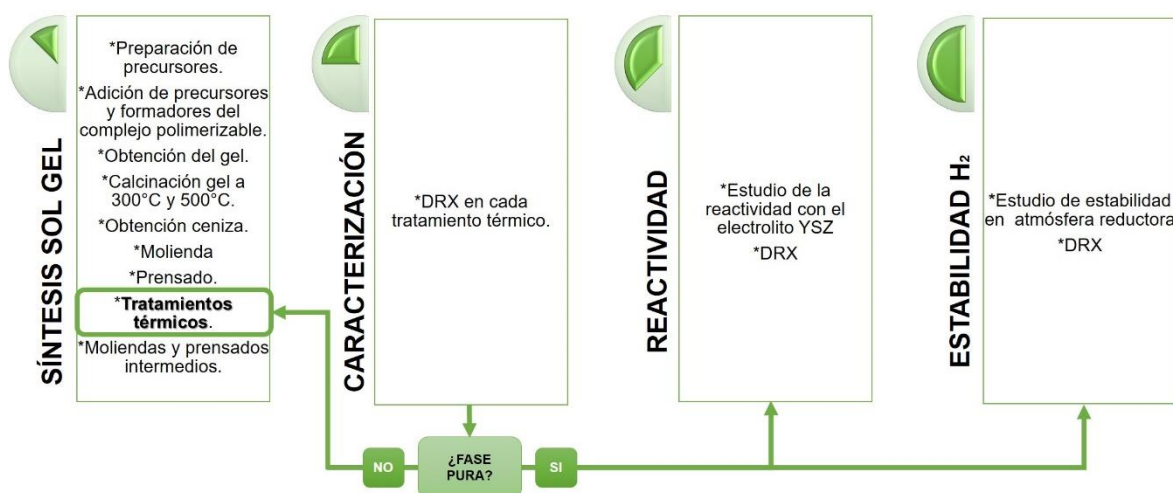 SÍNTESIS SOL GEL
*Preparación de
precursores.
*Adición de precursores
y formadores del
complejo polimerizable.
*Obtención del gel.
*Calcinación gel a
300°C y 500°C.
*Obtención ceniza.
*Molienda
*Prensado.
*Tratamientos
térmicos.
*Moliendas y prensados
intermedios.
CARACTERIZACIÓN
*DRX en cada
tratamiento térmico.
REACTIVIDAD
*Estudio de la
reactividad con el
electrolito YSZ
*DRX
ESTABILIDAD H₂
*Estudio de estabilidad
en atmósfera reductora
*DRX
NO
¿FASE
PURA?
SI